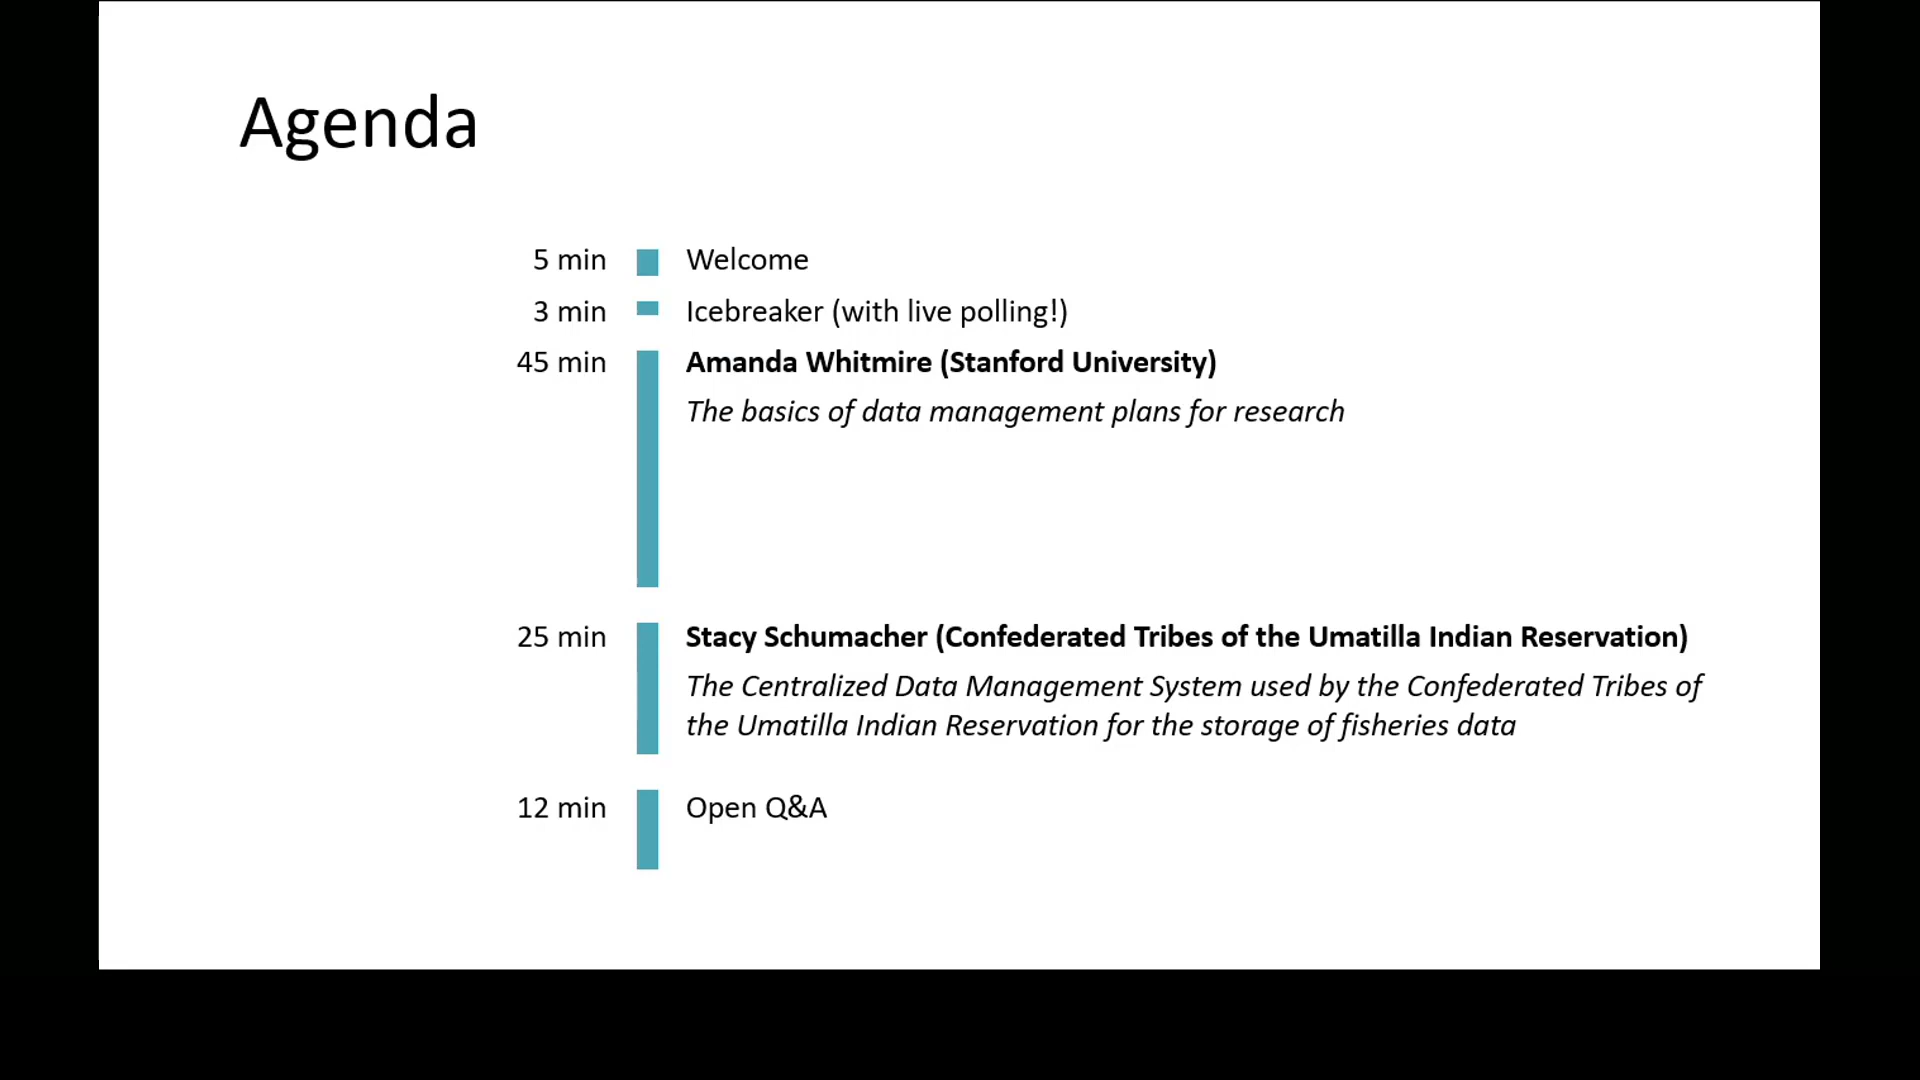 Agenda
5 min Welcome
3 min Icebreaker (with live polling!)
45 min Amanda Whitmire (Stanford University)
The basics of data management plans for research
25 min Stacy Schumacher (Confederated Tribes of the Umatilla Indian Reservation)
The Centralized Data Management System used by the Confederated Tribes of
the Umatilla Indian Reservation for the storage of fisheries data
12 min Open Q&A